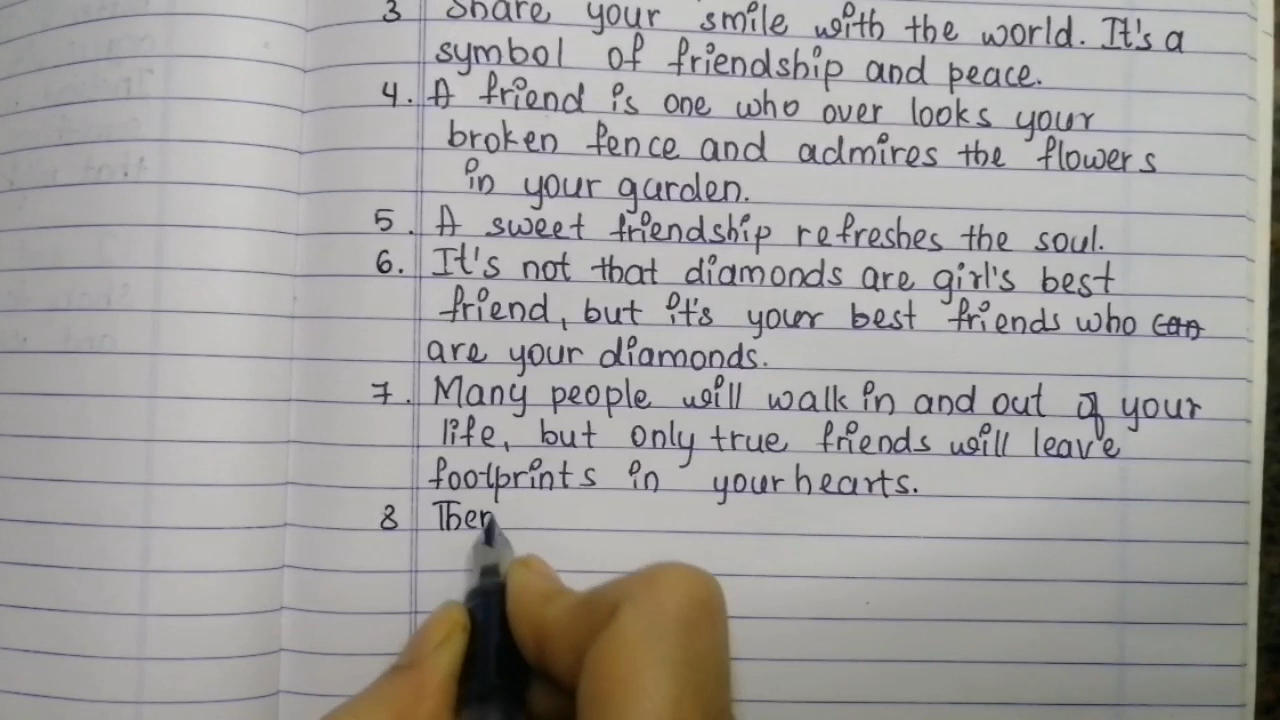 3 Share your smile with the world. It's a
symbol of friendship and peace.
4. A friend is one who over looks your
broken fence and admires the flowers
in your garden.
5. A sweet friendship refreshes the soul.
6. It's not that diamonds are girl's best
friend, but it's your best friends who can
are your diamonds.
7. Many people will walk in and out of your
life, but only true friends will leave
footprints in your hearts.
8 Ther